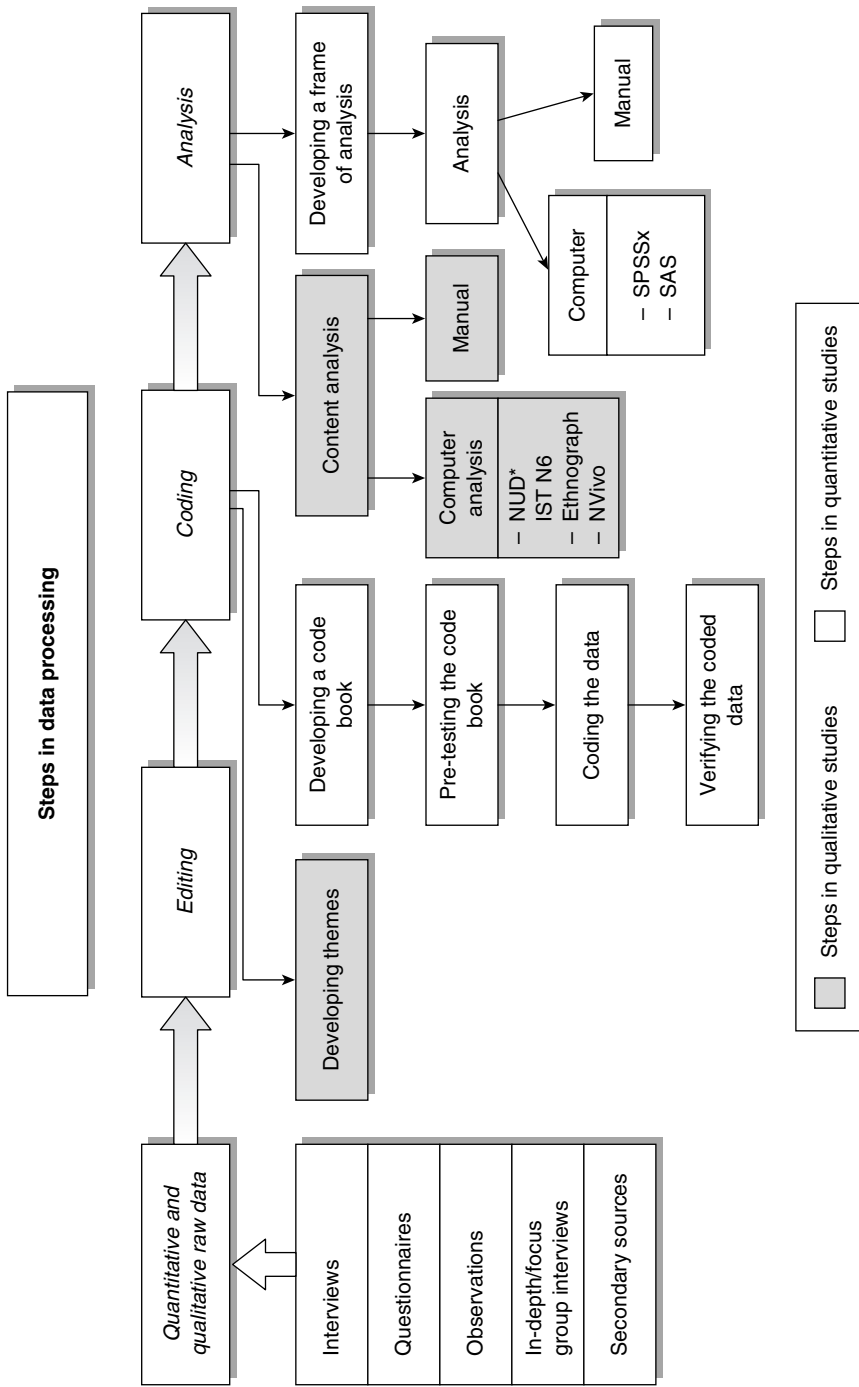 Steps in data processing
Quantitative and
qualitative raw data
Editing
Coding
Analysis
Interviews
Questionnaires
Observations
In-depth/focus
group interviews
Secondary sources
Developing themes
Developing a code
book
Pre-testing the code
book
Coding the data
Verifying the coded
data
Content analysis
Computer
analysis
– NUD*
IST N6
– Ethnograph
– NVivo
Manual
Developing a frame
of analysis
Analysis
Computer
– SPSSx
– SAS
Manual
Steps in qualitative studies
Steps in quantitative studies